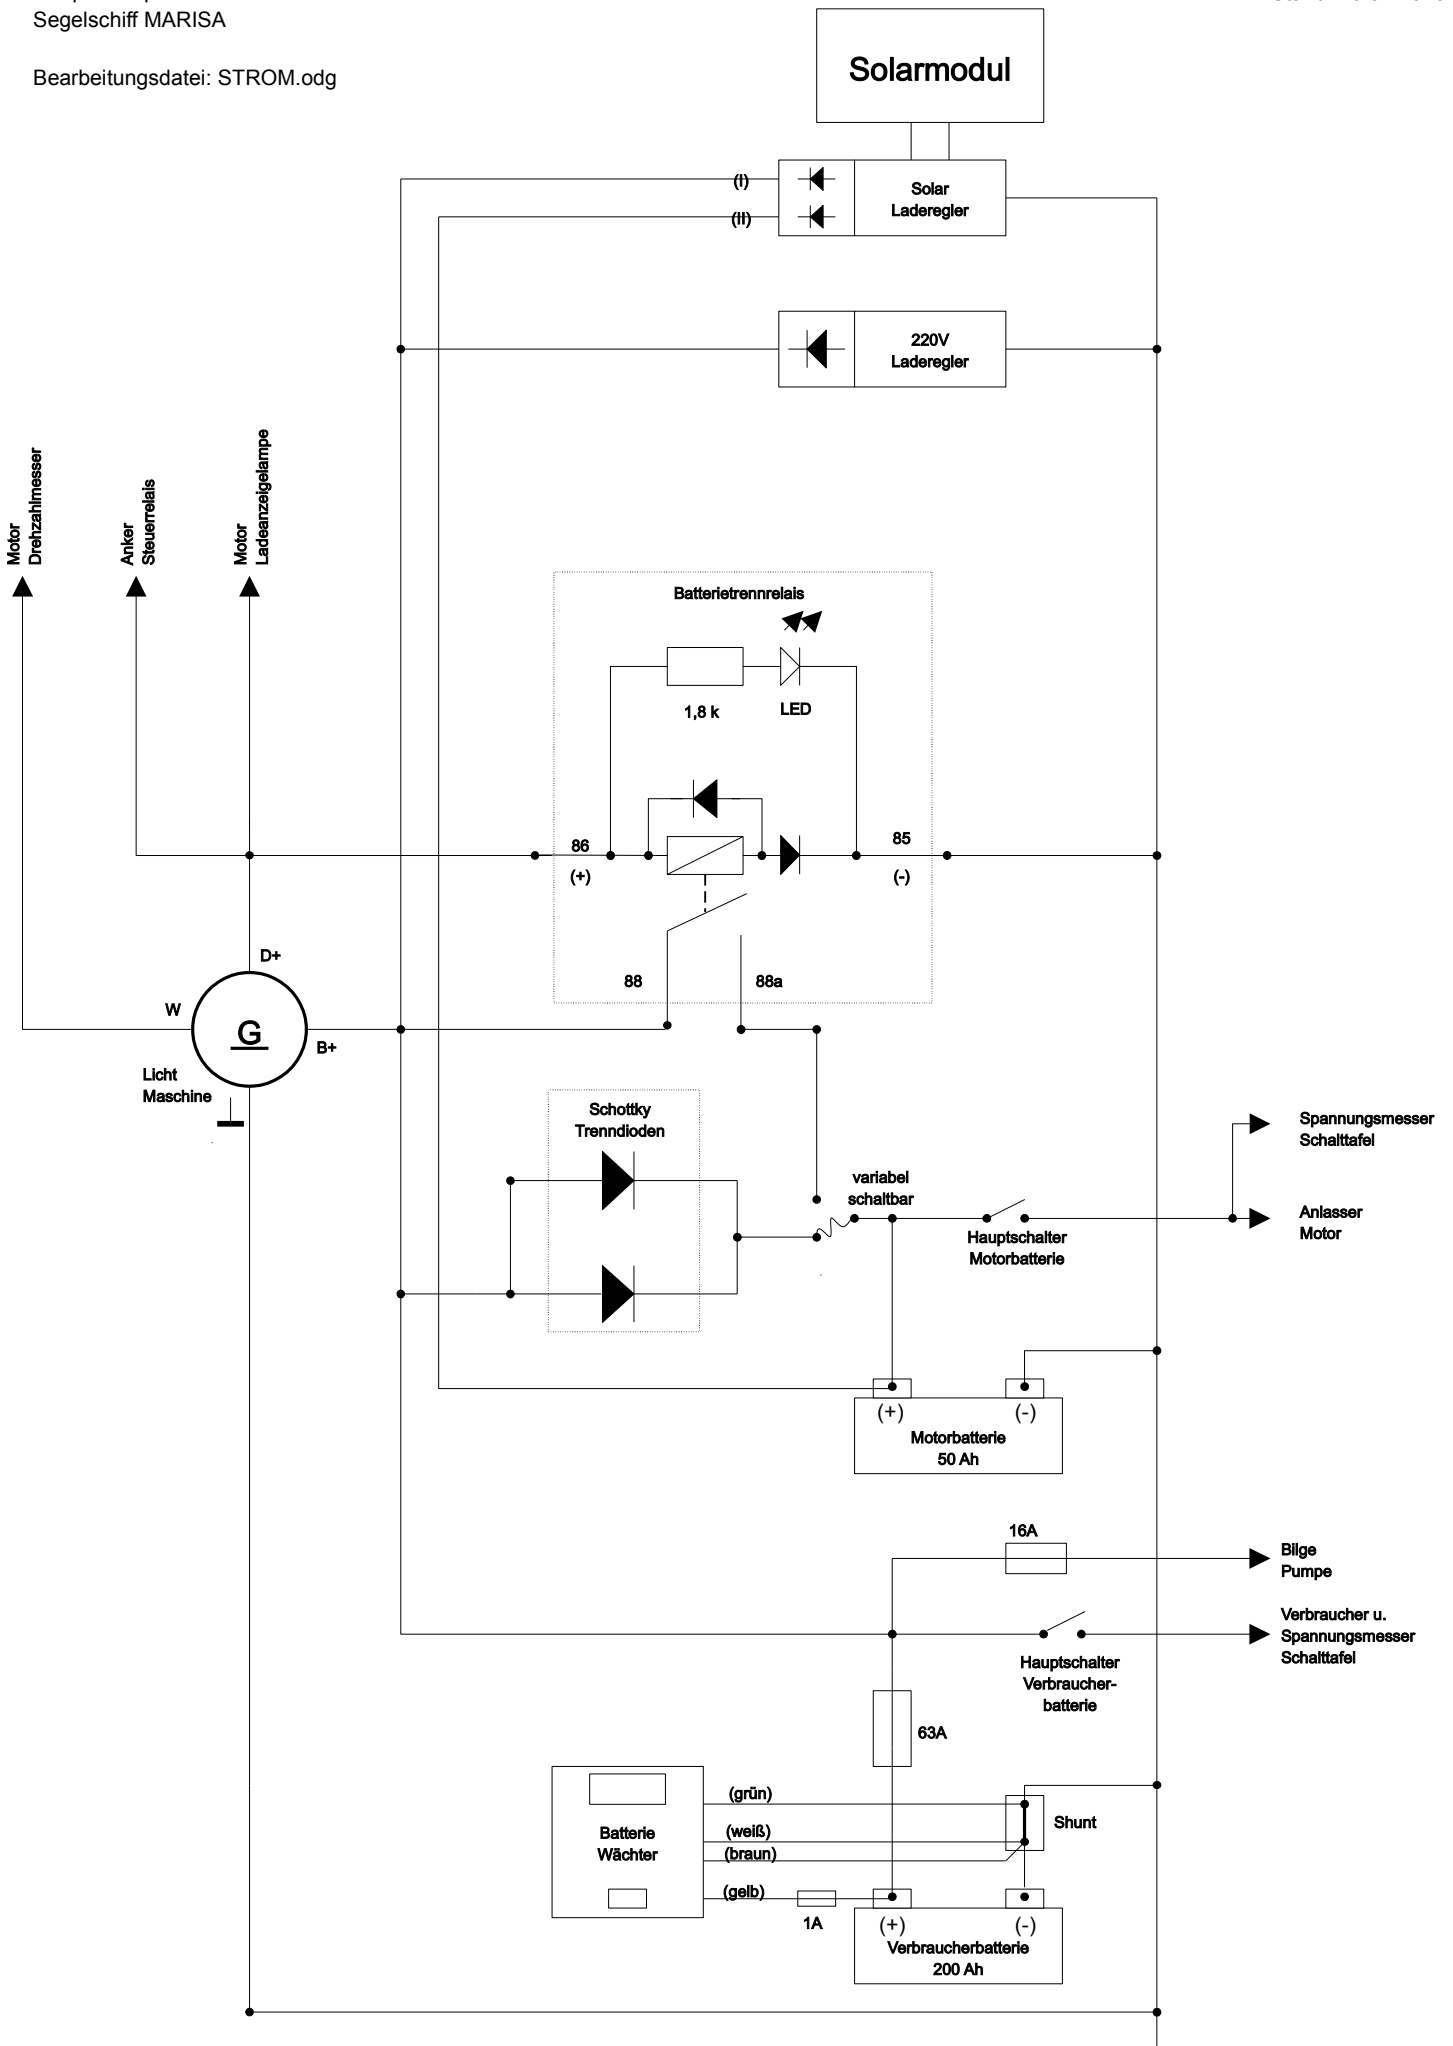 Segelschiff MARISA
Bearbeitungsdatei: STROM.odg
Solarmodul
(I)
(II)
Solar
Laderegler
220V
Laderegler
Motor
Drehzahlmesser
Anker
Steuerrelais
Motor
Ladeanzeigelampe
Batterietrennrelais
1,8 k
LED
86
(+)
85
(-)
88
88a
D+
W
G
B+
Licht
Maschine
Schottky
Trenndioden
variabel
schaltbar
Hauptschalter
Motorbatterie
Spannungsmesser
Schalttafel
Anlasser
Motor
(+)
(-)
Motorbatterie
50 Ah
16A
Bilge
Pumpe
Verbraucher u.
Spannungsmesser
Schalttafel
Hauptschalter
Verbraucher-
batterie
63A
(grün)
(weiß)
(braun)
(gelb)
Batterie
Wächter
Shunt
1A
(+)
(-)
Verbraucherbatterie
200 Ah